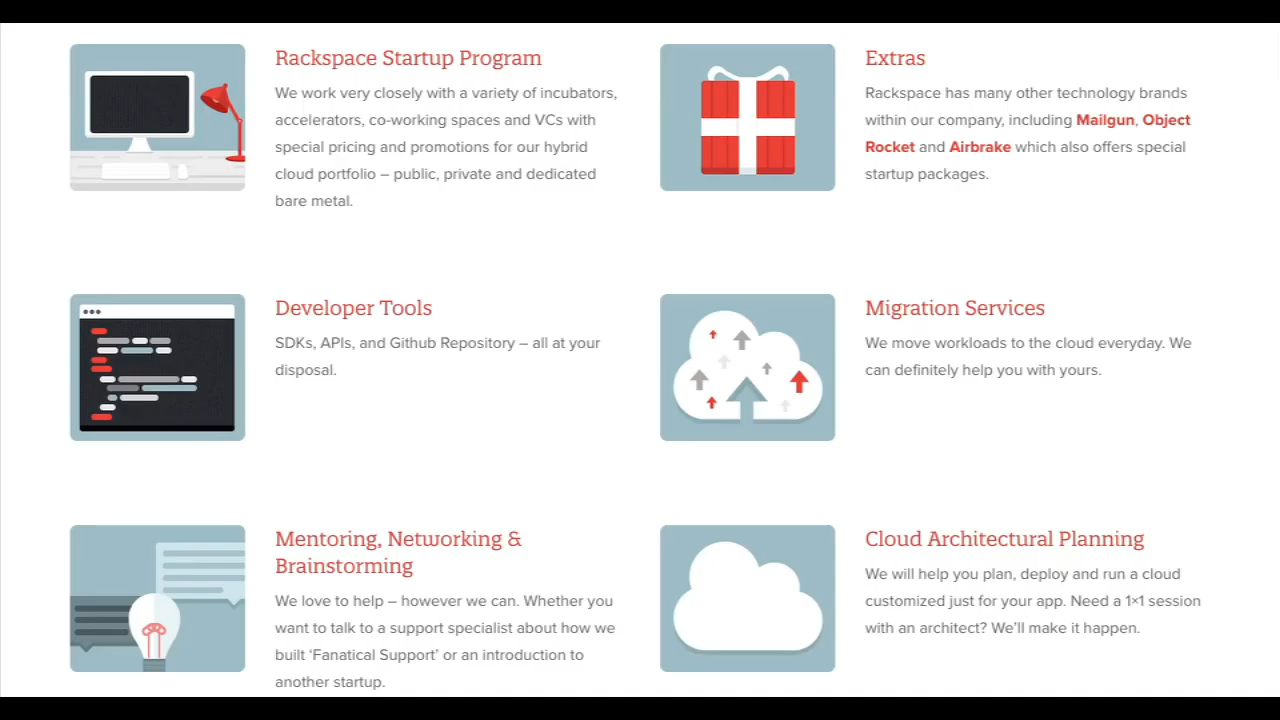 Rackspace Startup Program
We work very closely with a variety of incubators,
accelerators, co-working spaces and VCs with
special pricing and promotions for our hybrid
cloud portfolio – public, private and dedicated
bare metal.
Extras
Rackspace has many other technology brands
within our company, including Mailgun, Object
Rocket and Airbrake which also offers special
startup packages.
Developer Tools
SDKs, APIs, and Github Repository – all at your
disposal.
Migration Services
We move workloads to the cloud everyday. We
can definitely help you with yours.
Mentoring, Networking &
Brainstorming
We love to help – however we can. Whether you
want to talk to a support specialist about how we
built ‘Fanatical Support’ or an introduction to
another startup.
Cloud Architectural Planning
We will help you plan, deploy and run a cloud
customized just for your app. Need a 1×1 session
with an architect? We’ll make it happen.